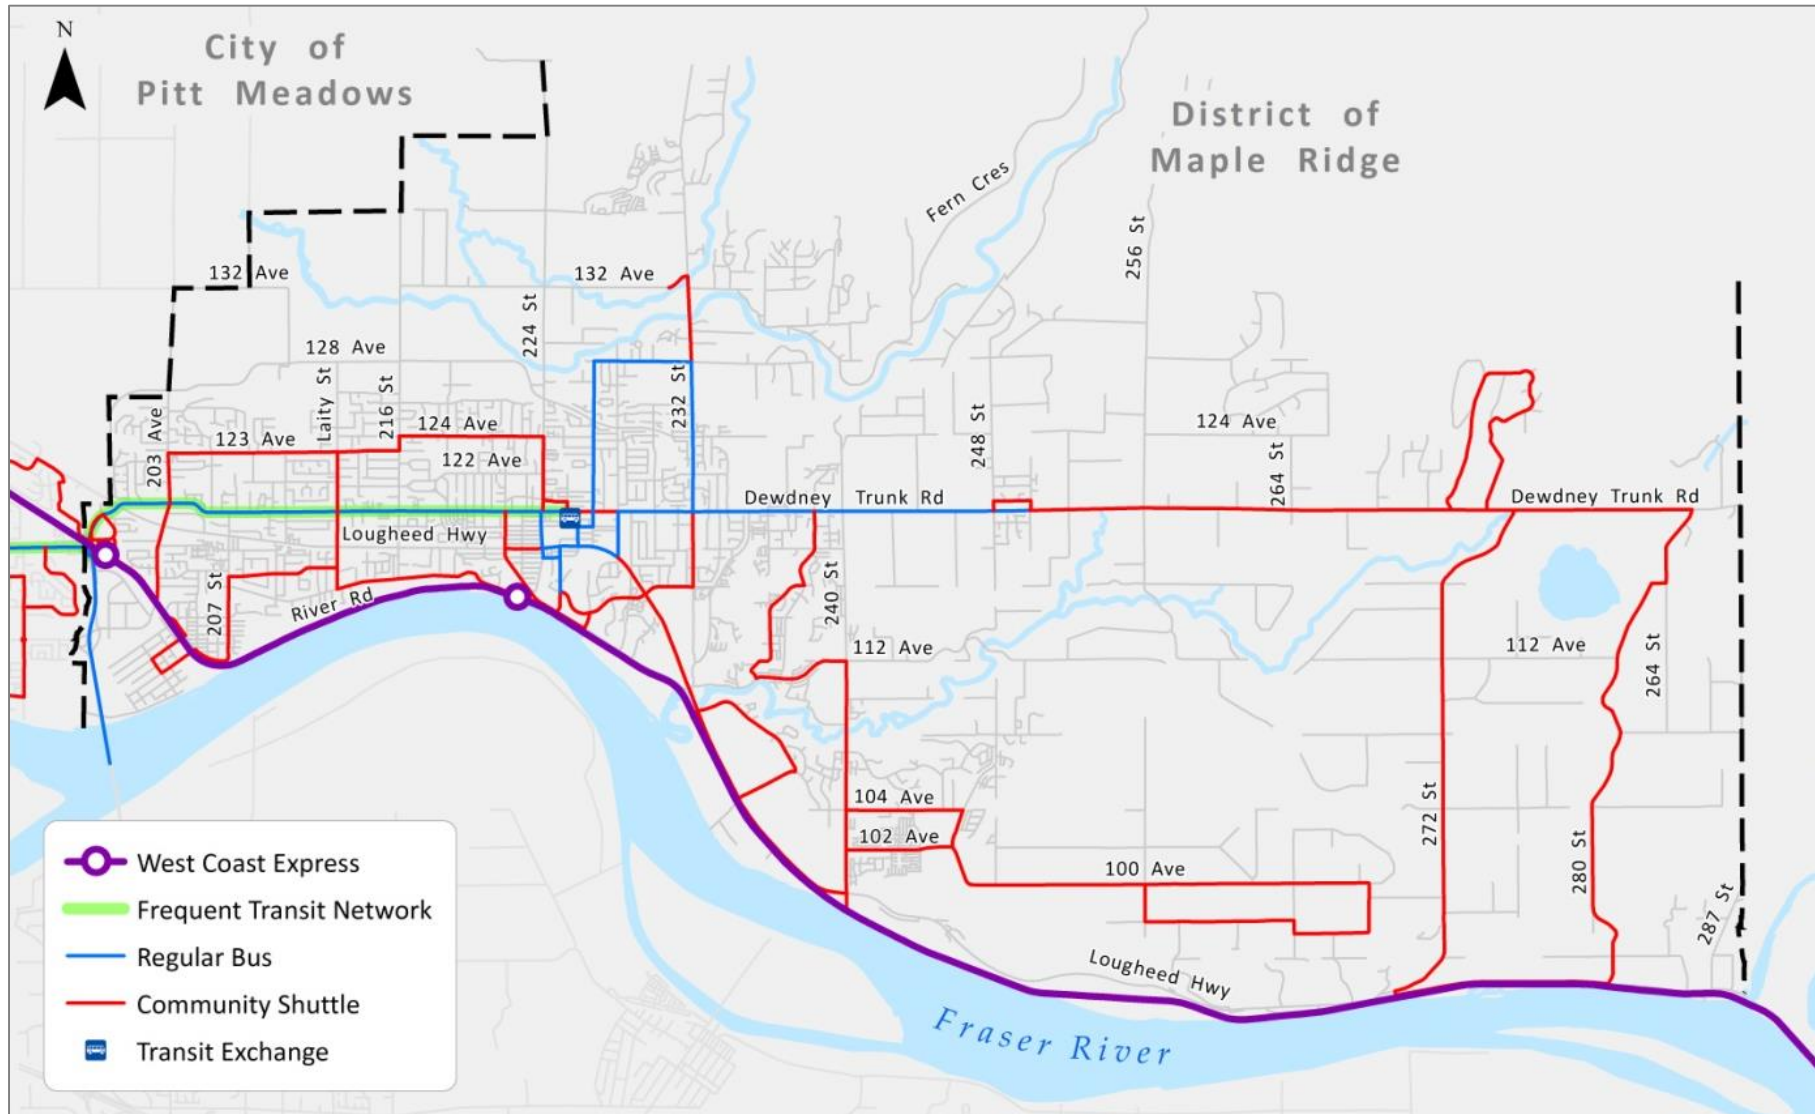 N
City of
Pitt Meadows
District of
Maple Ridge
Fern Cres
256 St
132 Ave
132 Ave
224 St
128 Ave
Laity St
216 St
232 St
203 Ave
123 Ave
124 Ave
122 Ave
248 St
124 Ave
264 St
Dewdney Trunk Rd
Dewdney Trunk Rd
Lougheed Hwy
207 St
River Rd
240 St
112 Ave
112 Ave
264 St
104 Ave
102 Ave
100 Ave
272 St
280 St
287 St
Lougheed Hwy
Fraser River
West Coast Express
Frequent Transit Network
Regular Bus
Community Shuttle
Transit Exchange